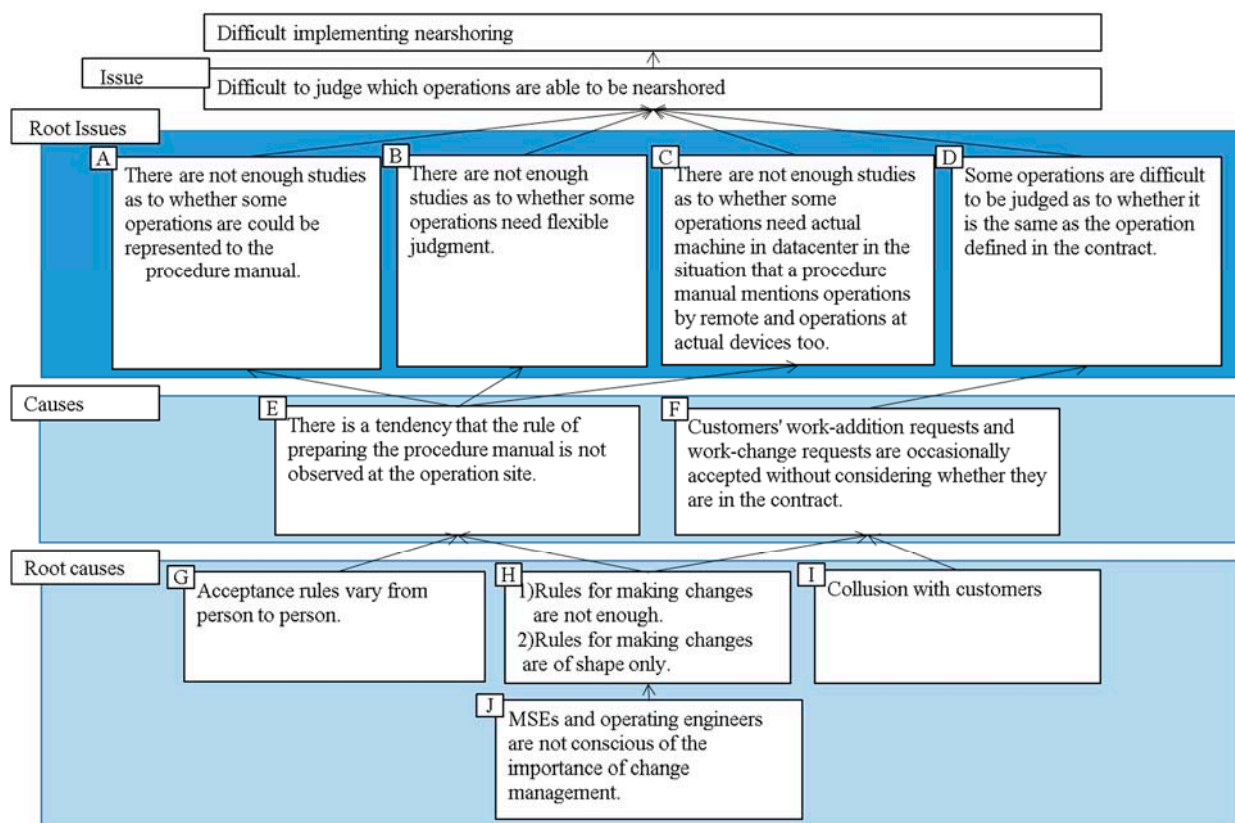 Difficult implementing nearshoring
Issue
Difficult to judge which operations are able to be nearshored
Root Issues
A
There are not enough studies
as to whether some
operations are could be
represented to the
procedure manual.
B
There are not enough
studies as to whether some
operations need flexible
judgment.
C
There are not enough studies
as to whether some
operations need actual
machine in datacenter in the
situation that a procedure
manual mentions operations
by remote and operations at
actual devices too.
D
Some operations are difficult
to be judged as to whether it
is the same as the operation
defined in the contract.
Causes
E
There is a tendency that the rule of
preparing the procedure manual is not
observed at the operation site.
F
Customers' work-addition requests and
work-change requests are occasionally
accepted without considering whether they
are in the contract.
Root causes
G
Acceptance rules vary from
person to person.
H
1)Rules for making changes
are not enough.
2)Rules for making changes
are of shape only.
I
Collusion with customers
J
MSEs and operating engineers
are not conscious of the
importance of change
management.